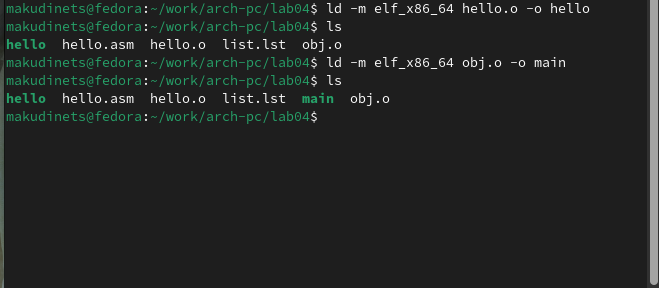 makudinets@fedora:~/work/arch-pc/lab04$ ld -m elf_x86_64 hello.o -o hello
makudinets@fedora:~/work/arch-pc/lab04$ ls
hello  hello.asm  hello.o  list.lst  obj.o
makudinets@fedora:~/work/arch-pc/lab04$ ld -m elf_x86_64 obj.o -o main
makudinets@fedora:~/work/arch-pc/lab04$ ls
hello  hello.asm  hello.o  list.lst  main  obj.o
makudinets@fedora:~/work/arch-pc/lab04$